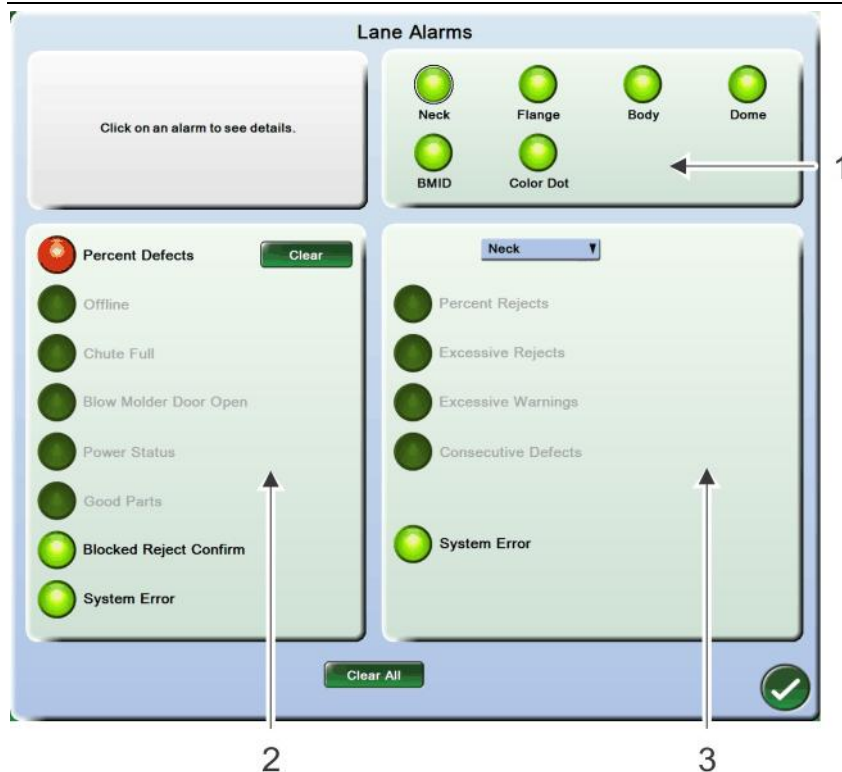 Lane Alarms
Click on an alarm to see details.
Neck
Flange
Body
Dome
BMID
Color Dot
1
Percent Defects
Clear
Offline
Chute Full
Blow Molder Door Open
Power Status
Good Parts
Blocked Reject Confirm
System Error
Neck
Percent Rejects
Excessive Rejects
Excessive Warnings
Consecutive Defects
System Error
Clear All
2
3